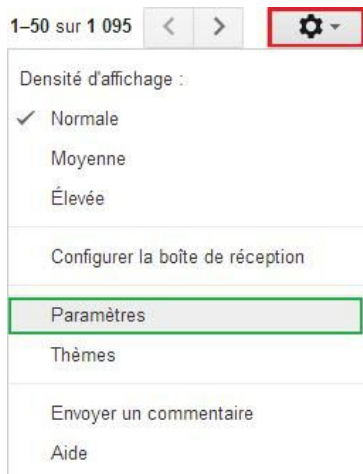 1–50 sur 1 095
Densité d'affichage :
Normale
Moyenne
Élevée
Configurer la boîte de réception
Paramètres
Thèmes
Envoyer un commentaire
Aide